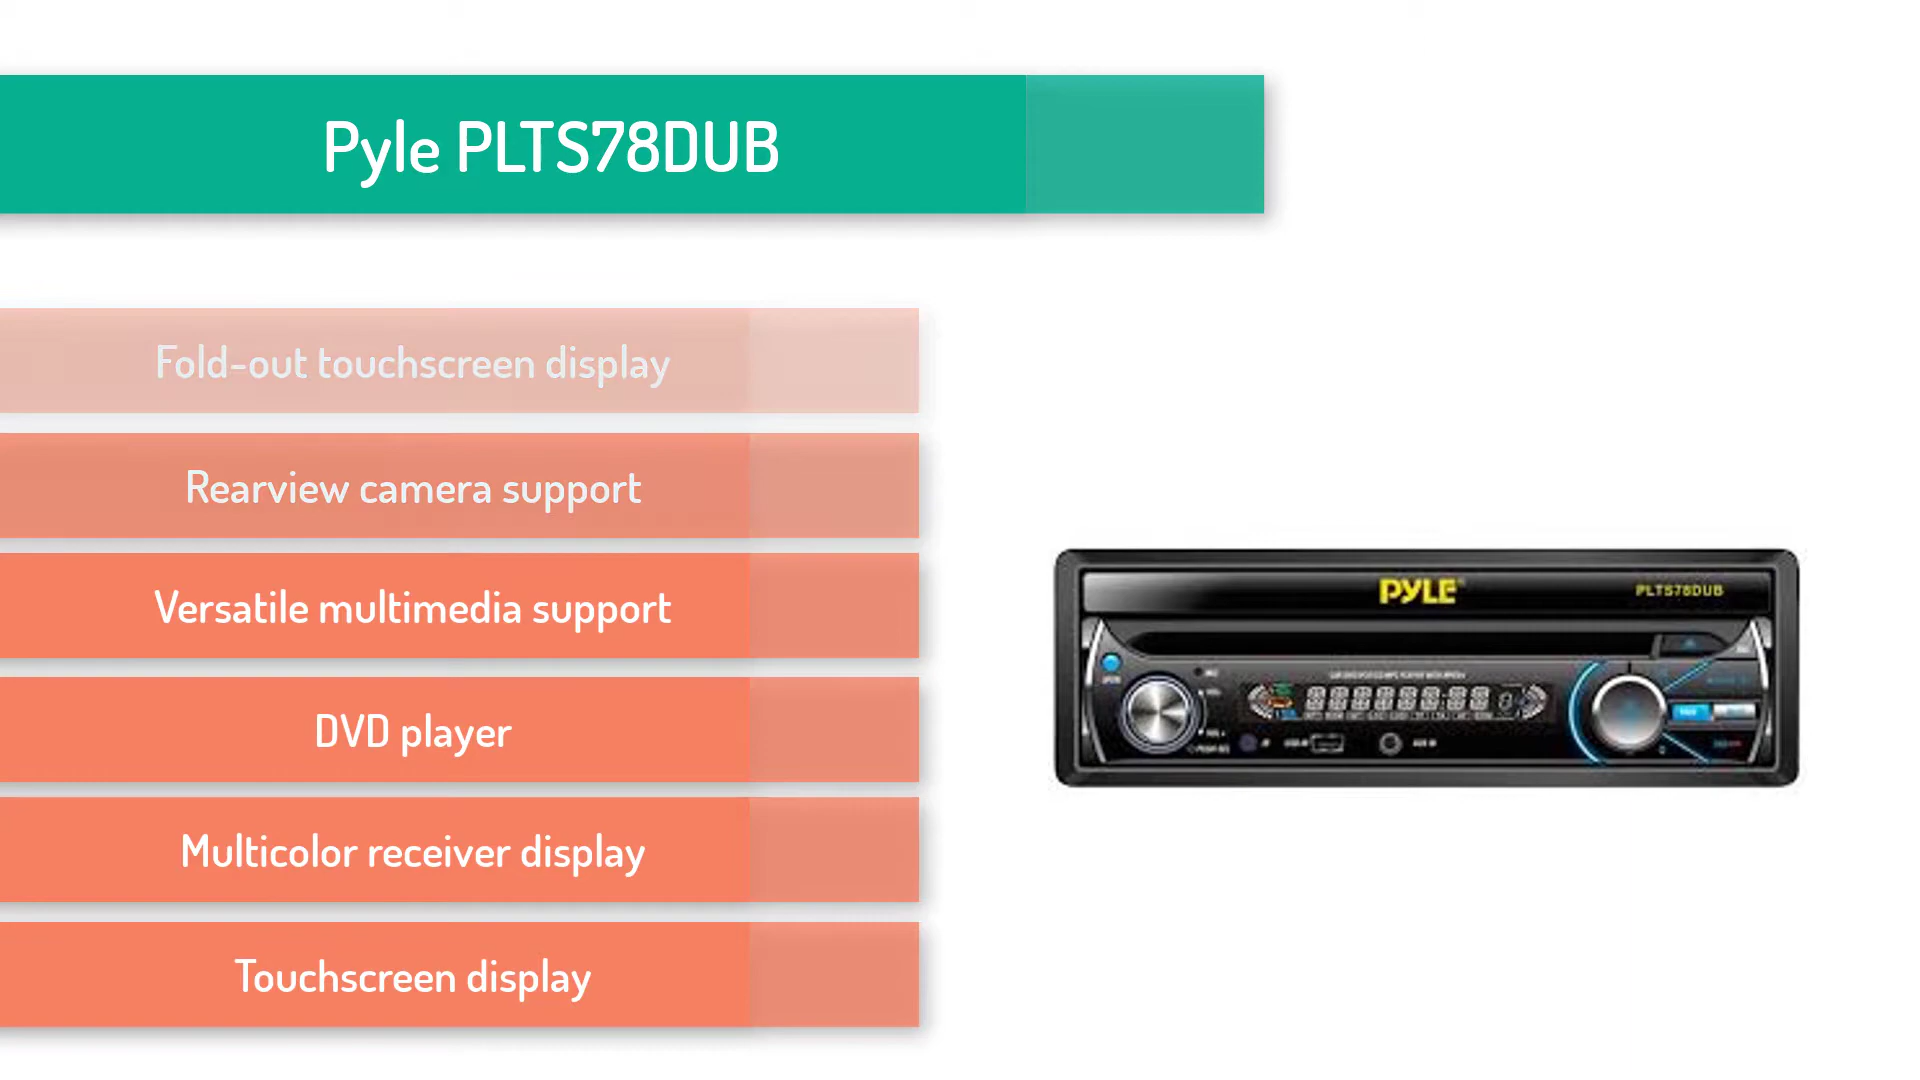 Pyle PLTS78DUB
Fold-out touchscreen display
Rearview camera support
Versatile multimedia support
DVD player
Multicolor receiver display
Touchscreen display
PYLE
PLTS78DUB